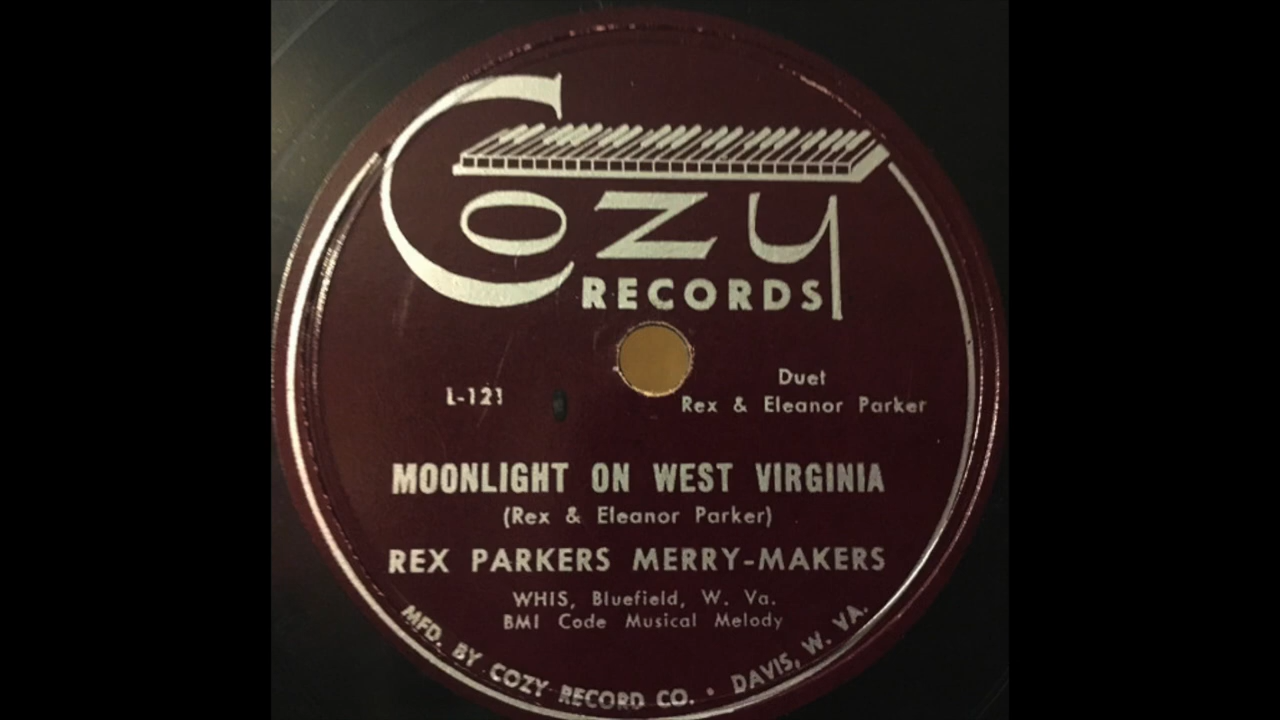 Cozy
RECORDS
L-121
Duet
Rex & Eleanor Parker
MOONLIGHT ON WEST VIRGINIA
(Rex & Eleanor Parker)
REX PARKERS MERRY-MAKERS
WHIS, Bluefield, W. Va.
BMI Code Musical Melody
MFD. BY COZY RECORD CO. • DAVIS, W. VA.